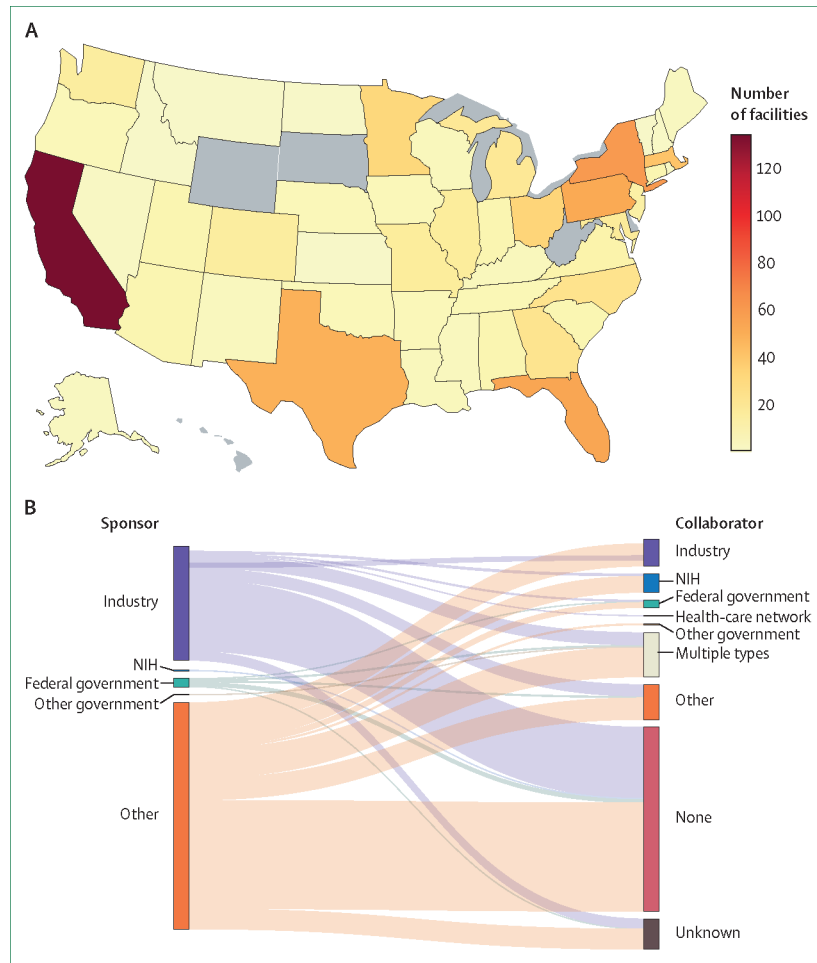 A
Number
of facilities
120
100
80
60
40
20
B
Sponsor
Collaborator
Industry
NIH
Federal government
Other government
Other
Industry
NIH
Federal government
Health-care network
Other government
Multiple types
Other
None
Unknown